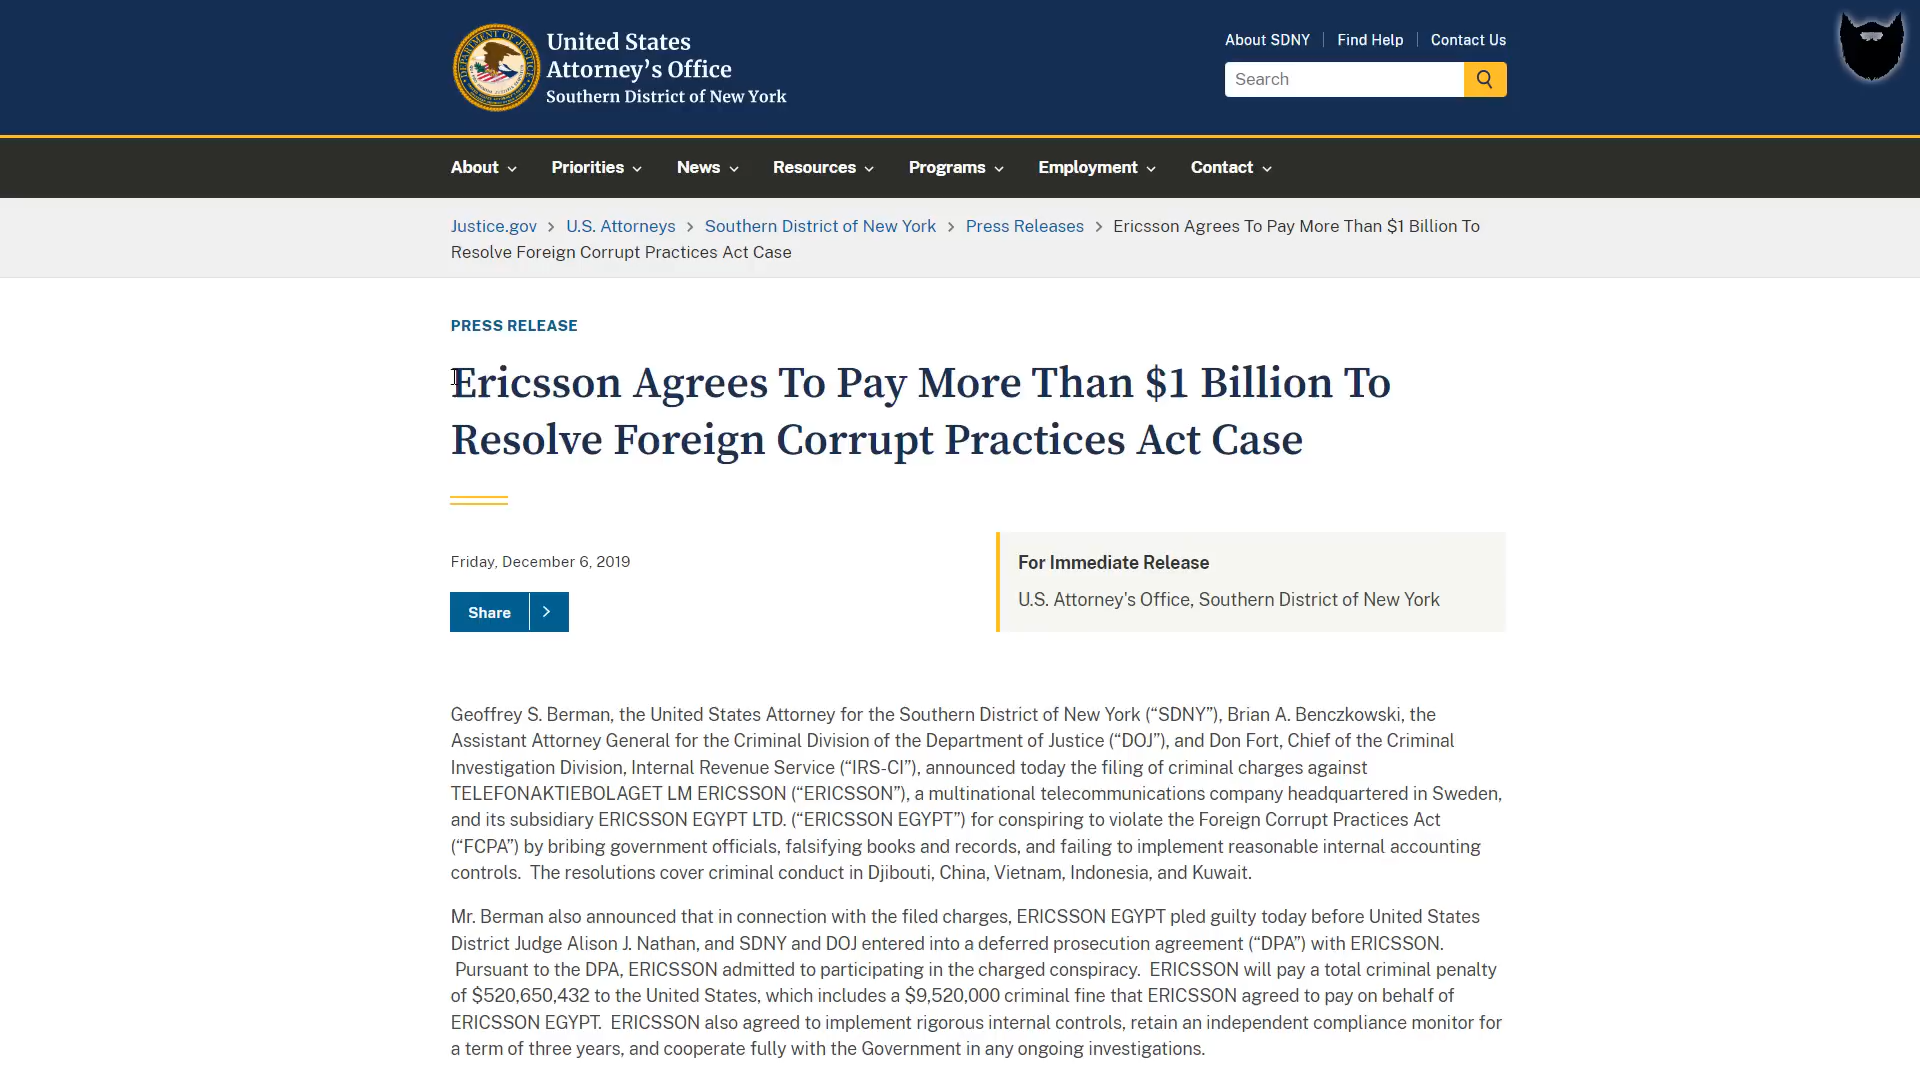 United States
Attorney’s Office
Southern District of New York
About SDNY
Find Help
Contact Us
Search
About
Priorities
News
Resources
Programs
Employment
Contact
Justice.gov > U.S. Attorneys > Southern District of New York > Press Releases > Ericsson Agrees To Pay More Than $1 Billion To
Resolve Foreign Corrupt Practices Act Case
PRESS RELEASE
Ericsson Agrees To Pay More Than $1 Billion To
Resolve Foreign Corrupt Practices Act Case
Friday, December 6, 2019
Share
For Immediate Release
U.S. Attorney's Office, Southern District of New York
Geoffrey S. Berman, the United States Attorney for the Southern District of New York (“SDNY”), Brian A. Benczkowski, the
Assistant Attorney General for the Criminal Division of the Department of Justice (“DOJ”), and Don Fort, Chief of the Criminal
Investigation Division, Internal Revenue Service (“IRS-CI”), announced today the filing of criminal charges against
TELEFONAKTIEBOLAGET LM ERICSSON (“ERICSSON”), a multinational telecommunications company headquartered in Sweden,
and its subsidiary ERICSSON EGYPT LTD. (“ERICSSON EGYPT”) for conspiring to violate the Foreign Corrupt Practices Act
(“FCPA”) by bribing government officials, falsifying books and records, and failing to implement reasonable internal accounting
controls.  The resolutions cover criminal conduct in Djibouti, China, Vietnam, Indonesia, and Kuwait.
Mr. Berman also announced that in connection with the filed charges, ERICSSON EGYPT pled guilty today before United States
District Judge Alison J. Nathan, and SDNY and DOJ entered into a deferred prosecution agreement (“DPA”) with ERICSSON.
Pursuant to the DPA, ERICSSON admitted to participating in the charged conspiracy.  ERICSSON will pay a total criminal penalty
of $520,650,432 to the United States, which includes a $9,520,000 criminal fine that ERICSSON agreed to pay on behalf of
ERICSSON EGYPT.  ERICSSON also agreed to implement rigorous internal controls, retain an independent compliance monitor for
a term of three years, and cooperate fully with the Government in any ongoing investigations.